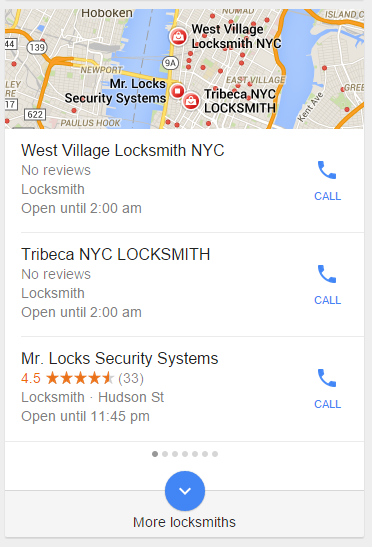 Hoboken
NOMAD
ISLAND C
West Village
Locksmith NYC
44
139
NEWPORT
9A
EAST VILLAGE
Mr. Locks
Security Systems
Tribeca NYC
LOCKSMITH
622
PAULUS HOOK
Kent Ave
GREE
West Village Locksmith NYC
No reviews
Locksmith
Open until 2:00 am
CALL
Tribeca NYC LOCKSMITH
No reviews
Locksmith
Open until 2:00 am
CALL
Mr. Locks Security Systems
4.5 (33)
Locksmith · Hudson St
Open until 11:45 pm
CALL
More locksmiths